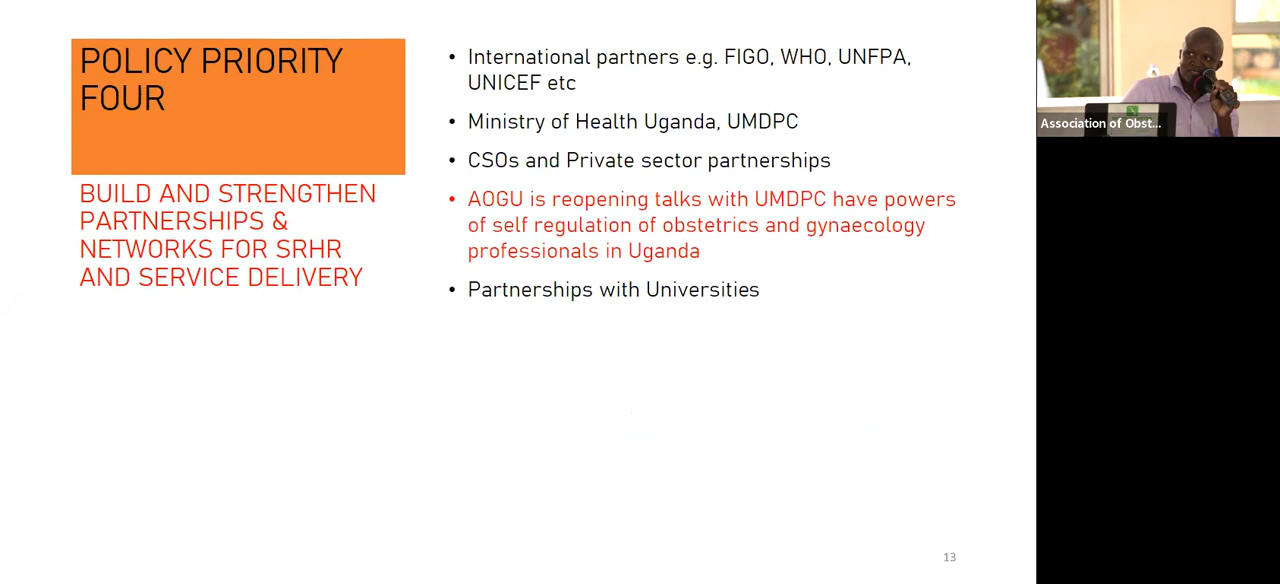 POLICY PRIORITY
FOUR
BUILD AND STRENGTHEN
PARTNERSHIPS &
NETWORKS FOR SRHR
AND SERVICE DELIVERY
• International partners e.g. FIGO, WHO, UNFPA,
UNICEF etc
• Ministry of Health Uganda, UMDPC
• CSOs and Private sector partnerships
• AOGU is reopening talks with UMDPC have powers
of self regulation of obstetrics and gynaecology
professionals in Uganda
• Partnerships with Universities
13
Association of Obst...